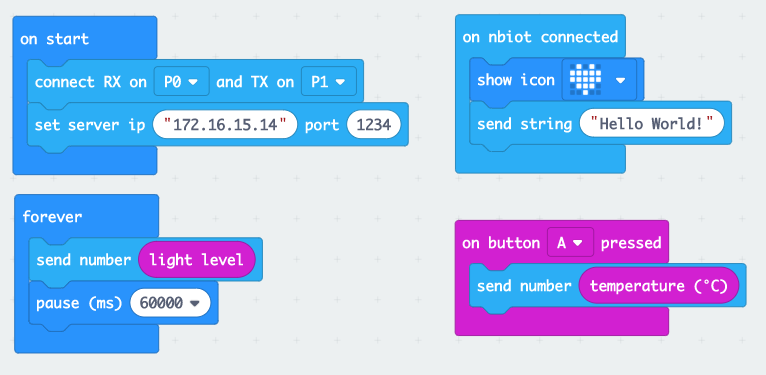 on start
connect RX on P0 and TX on P1
set server ip "172.16.15.14" port 1234
forever
send number light level
pause (ms) 60000
on nbiot connected
show icon
send string "Hello World!"
on button A pressed
send number temperature (°C)